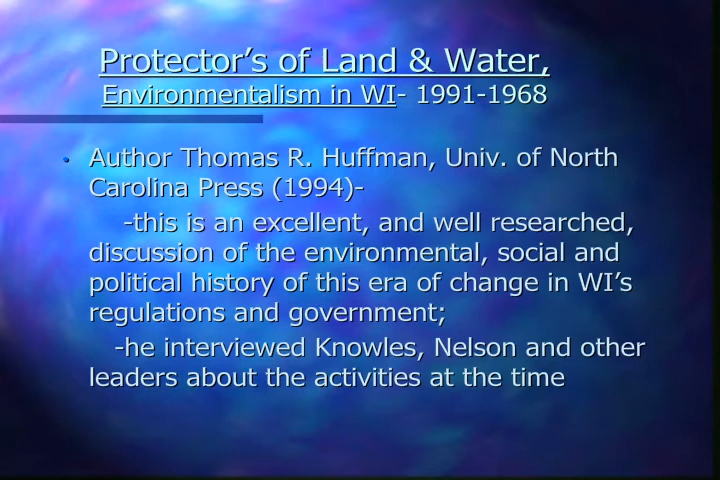 Protector's of Land & Water,
Environmentalism in WI- 1991-1968
• Author Thomas R. Huffman, Univ. of North
Carolina Press (1994)-
-this is an excellent, and well researched,
discussion of the environmental, social and
political history of this era of change in WI's
regulations and government;
-he interviewed Knowles, Nelson and other
leaders about the activities at the time